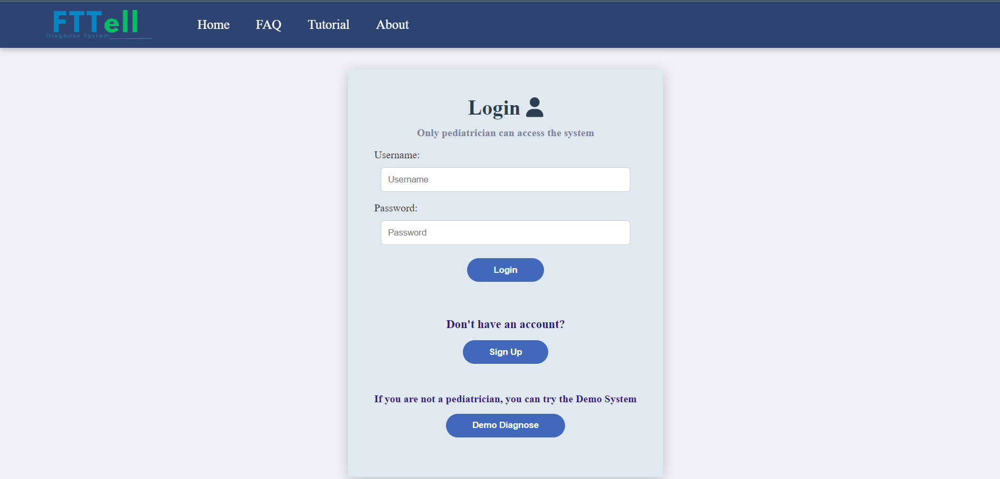 FTTell
Diagnose System
Home FAQ Tutorial About
Login
Only pediatrician can access the system
Username:
Username
Password:
Password
Login
Don't have an account?
Sign Up
If you are not a pediatrician, you can try the Demo System
Demo Diagnose